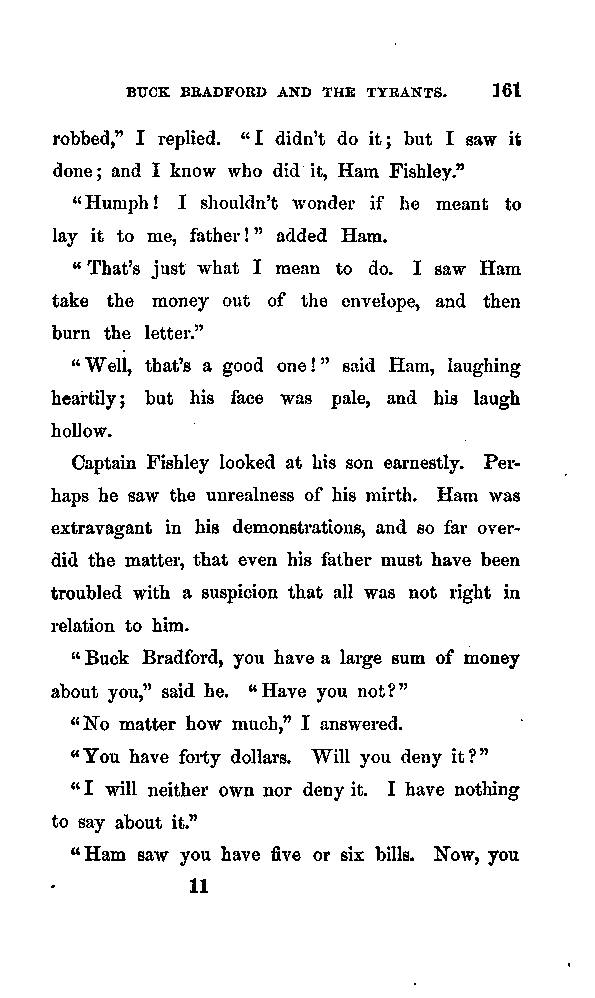 BUCK BRADFORD AND THE TYRANTS. 161
robbed,” I replied. “I didn’t do it; but I saw it
done; and I know who did it, Ham Fishley.”
“Humph! I shouldn’t wonder if he meant to
lay it to me, father!” added Ham.
“That’s just what I mean to do. I saw Ham
take the money out of the envelope, and then
burn the letter.”
“Well, that’s a good one!” said Ham, laughing
heartily; but his face was pale, and his laugh
hollow.
Captain Fishley looked at his son earnestly. Per-
haps he saw the unrealness of his mirth. Ham was
extravagant in his demonstrations, and so far over-
did the matter, that even his father must have been
troubled with a suspicion that all was not right in
relation to him.
“Buck Bradford, you have a large sum of money
about you,” said he. “Have you not?”
“No matter how much,” I answered.
“You have forty dollars. Will you deny it?”
“I will neither own nor deny it. I have nothing
to say about it.”
“Ham saw you have five or six bills. Now, you
11